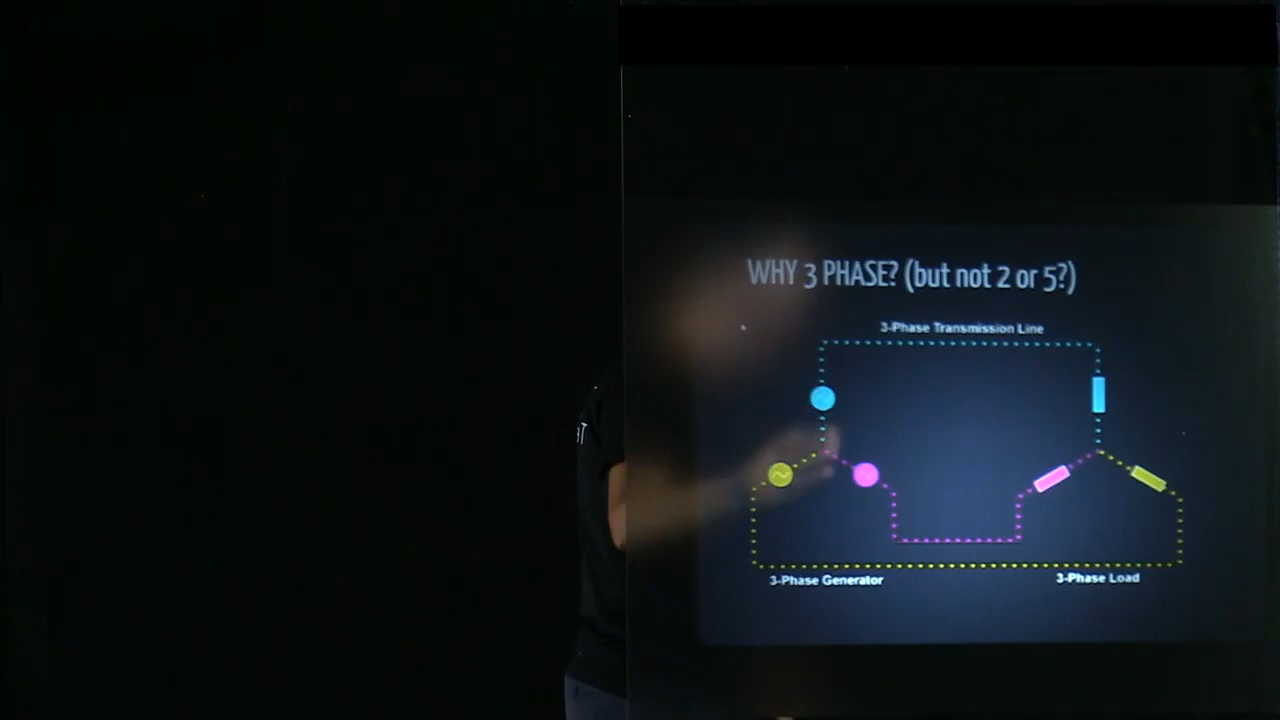 WHY 3 PHASE? (but not 2 or 5?)
3-Phase Transmission Line
3-Phase Generator
3-Phase Load